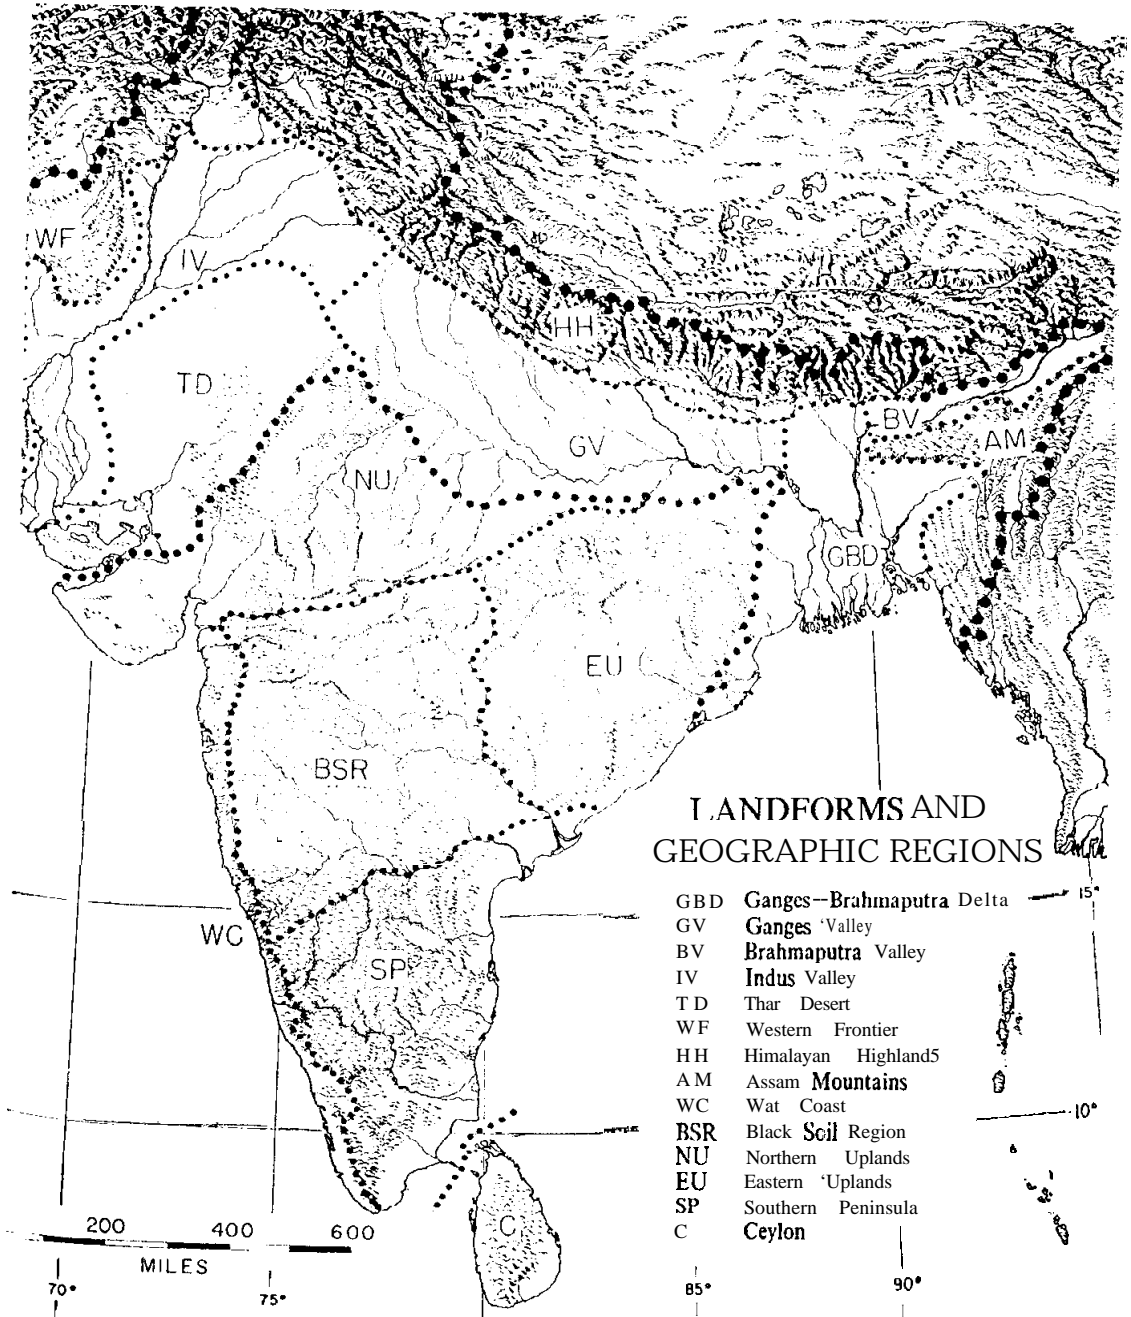 WF
IV
TD
HH
BV
AM
GV
NU
GBD
EU
BSR
LANDFORMS AND
GEOGRAPHIC REGIONS
GBD Ganges--Brahmaputra Delta
GV Ganges ‘Valley
BV Brahmaputra Valley
IV Indus Valley
TD Thar Desert
WF Western Frontier
HH Himalayan Highland5
AM Assam Mountains
WC Wat Coast
BSR Black Soil Region
NU Northern Uplands
EU Eastern ‘Uplands
SP Southern Peninsula
C Ceylon
15°
WC
SP
10°
C
200 400 600
MILES
70° 75° 85° 90°